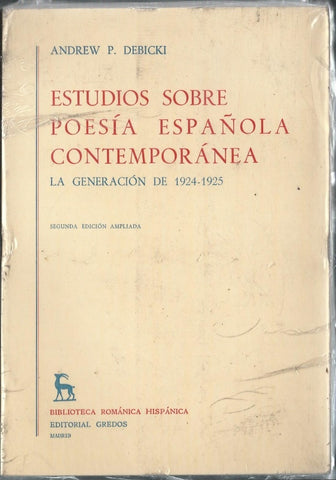 ANDREW P. DEBICKI
ESTUDIOS SOBRE
POESÍA ESPAÑOLA
CONTEMPORÁNEA
LA GENERACIÓN DE 1924-1925
SEGUNDA EDICIÓN AMPLIADA
BIBLIOTECA ROMÁNICA HISPÁNICA
EDITORIAL GREDOS
MADRID